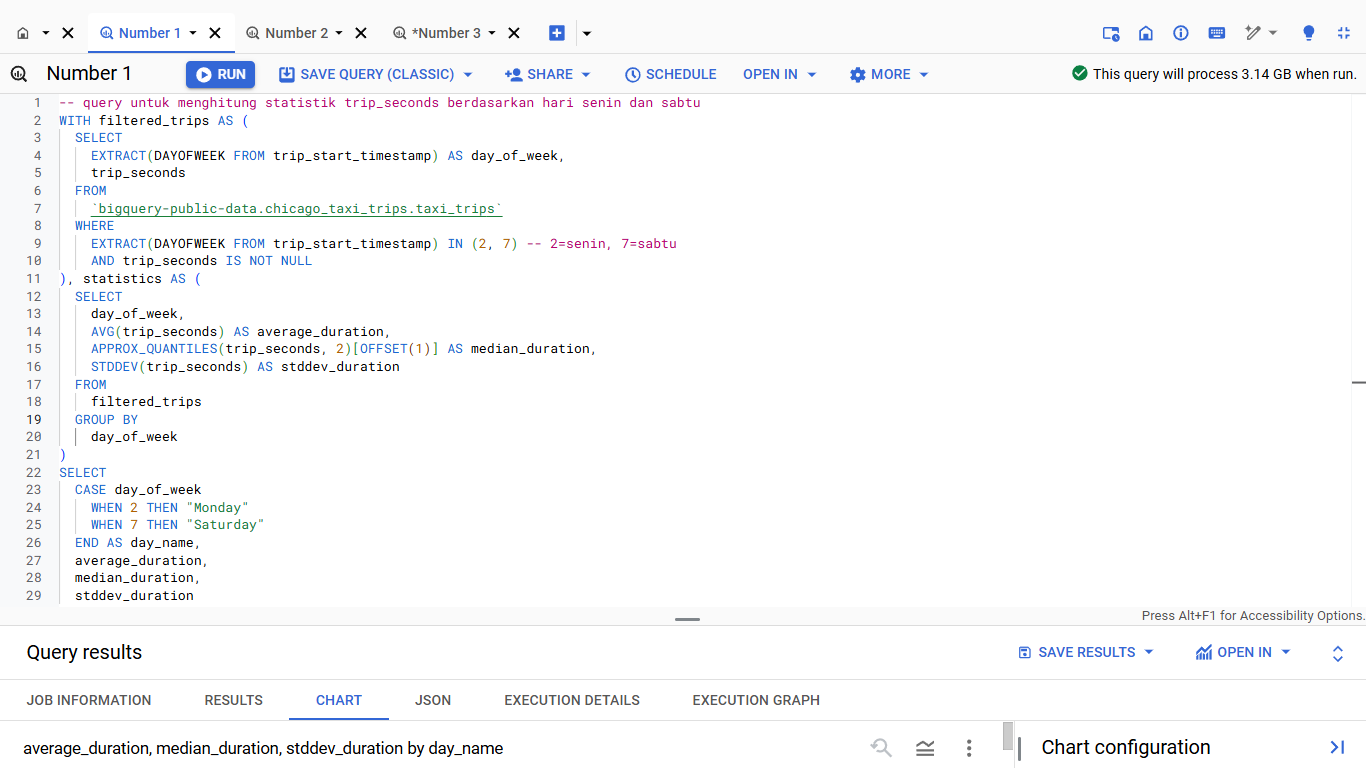 Number 1
Number 2
*Number 3
Number 1
RUN
SAVE QUERY (CLASSIC)
SHARE
SCHEDULE
OPEN IN
MORE
This query will process 3.14 GB when run.
1 -- query untuk menghitung statistik trip_seconds berdasarkan hari senin dan sabtu
2 WITH filtered_trips AS (
3 SELECT
4 EXTRACT(DAYOFWEEK FROM trip_start_timestamp) AS day_of_week,
5 trip_seconds
6 FROM
7 `bigquery-public-data.chicago_taxi_trips.taxi_trips`
8 WHERE
9 EXTRACT(DAYOFWEEK FROM trip_start_timestamp) IN (2, 7) -- 2=senin, 7=sabtu
10 AND trip_seconds IS NOT NULL
11 ), statistics AS (
12 SELECT
13 day_of_week,
14 AVG(trip_seconds) AS average_duration,
15 APPROX_QUANTILES(trip_seconds, 2)[OFFSET(1)] AS median_duration,
16 STDDEV(trip_seconds) AS stddev_duration
17 FROM
18 filtered_trips
19 GROUP BY
20 day_of_week
21 )
22 SELECT
23 CASE day_of_week
24 WHEN 2 THEN "Monday"
25 WHEN 7 THEN "Saturday"
26 END AS day_name,
27 average_duration,
28 median_duration,
29 stddev_duration
Press Alt+F1 for Accessibility Options.
Query results
SAVE RESULTS
OPEN IN
JOB INFORMATION
RESULTS
CHART
JSON
EXECUTION DETAILS
EXECUTION GRAPH
average_duration, median_duration, stddev_duration by day_name
Chart configuration